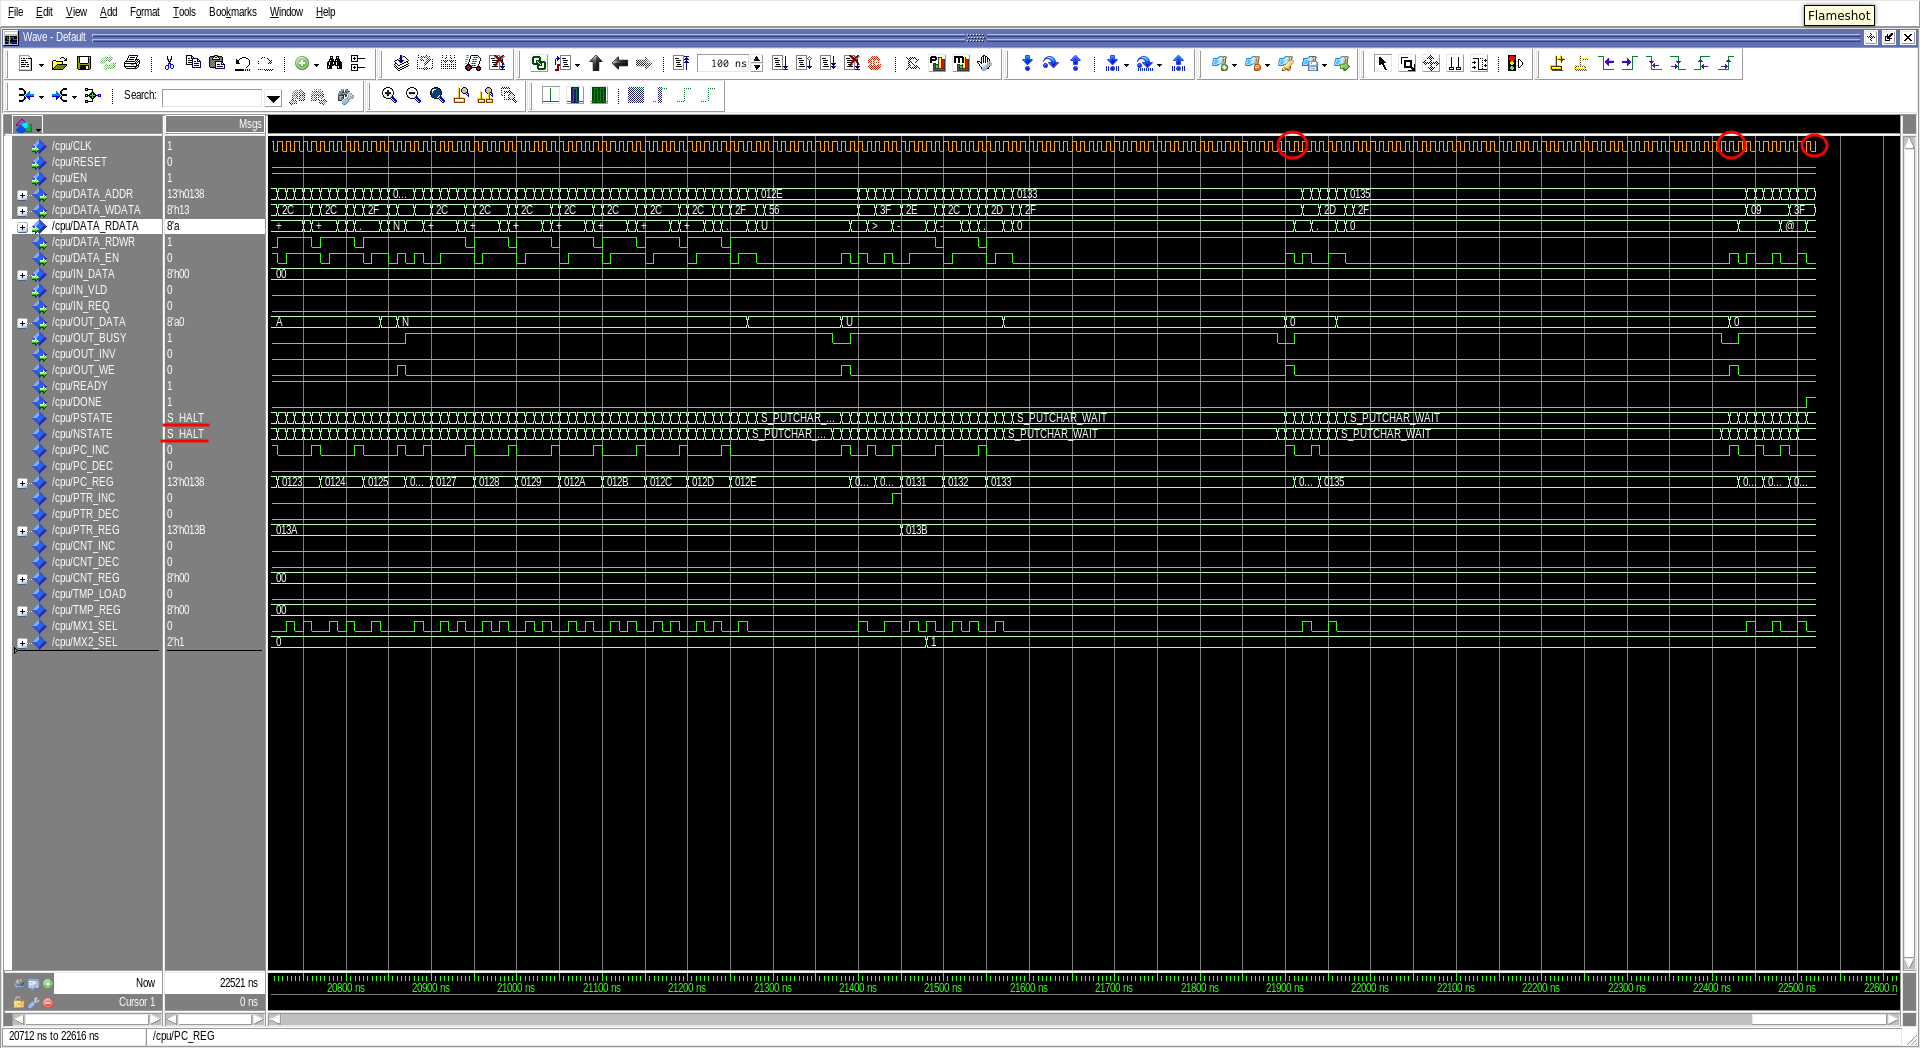 File Edit View Add Format Tools Bookmarks Window Help
Flameshot
Wave - Default
100 ns
Search:
Msgs
/cpu/CLK 1
/cpu/RESET 0
/cpu/EN 1
/cpu/DATA_ADDR 13'h0138 0... 012E 0133 0135
/cpu/DATA_WDATA 8'h13 2C 2C 2F 2C 2C 2C 2C 2C 2C 2C 2F 56 3F 2E 2C 2D 2F 2D 2F 09 3F
/cpu/DATA_RDATA 8'a + + . N + + + + + + + . U > - - . 0 . 0 @
/cpu/DATA_RDWR 1
/cpu/DATA_EN 0
/cpu/IN_DATA 8'h00 00
/cpu/IN_VLD 0
/cpu/IN_REQ 0
/cpu/OUT_DATA 8'a0 A N U 0 0
/cpu/OUT_BUSY 1
/cpu/OUT_INV 0
/cpu/OUT_WE 0
/cpu/READY 1
/cpu/DONE 1
/cpu/PSTATE S_HALT S_PUTCHAR_... S_PUTCHAR_WAIT S_PUTCHAR_WAIT
/cpu/NSTATE S_HALT S_PUTCHAR_... S_PUTCHAR_WAIT S_PUTCHAR_WAIT
/cpu/PC_INC 0
/cpu/PC_DEC 0
/cpu/PC_REG 13'h0138 0123 0124 0125 0... 0127 0128 0129 012A 012B 012C 012D 012E 0... 0... 0131 0132 0133 0... 0135 0... 0... 0...
/cpu/PTR_INC 0
/cpu/PTR_DEC 0
/cpu/PTR_REG 13'h013B 013A 013B
/cpu/CNT_INC 0
/cpu/CNT_DEC 0
/cpu/CNT_REG 8'h00 00
/cpu/TMP_LOAD 0
/cpu/TMP_REG 8'h00 00
/cpu/MX1_SEL 0
/cpu/MX2_SEL 2'h1 0 1
Now 22521 ns
20800 ns 20900 ns 21000 ns 21100 ns 21200 ns 21300 ns 21400 ns 21500 ns 21600 ns 21700 ns 21800 ns 21900 ns 22000 ns 22100 ns 22200 ns 22300 ns 22400 ns 22500 ns 22600 n
Cursor 1 0 ns
20712 ns to 22616 ns /cpu/PC_REG